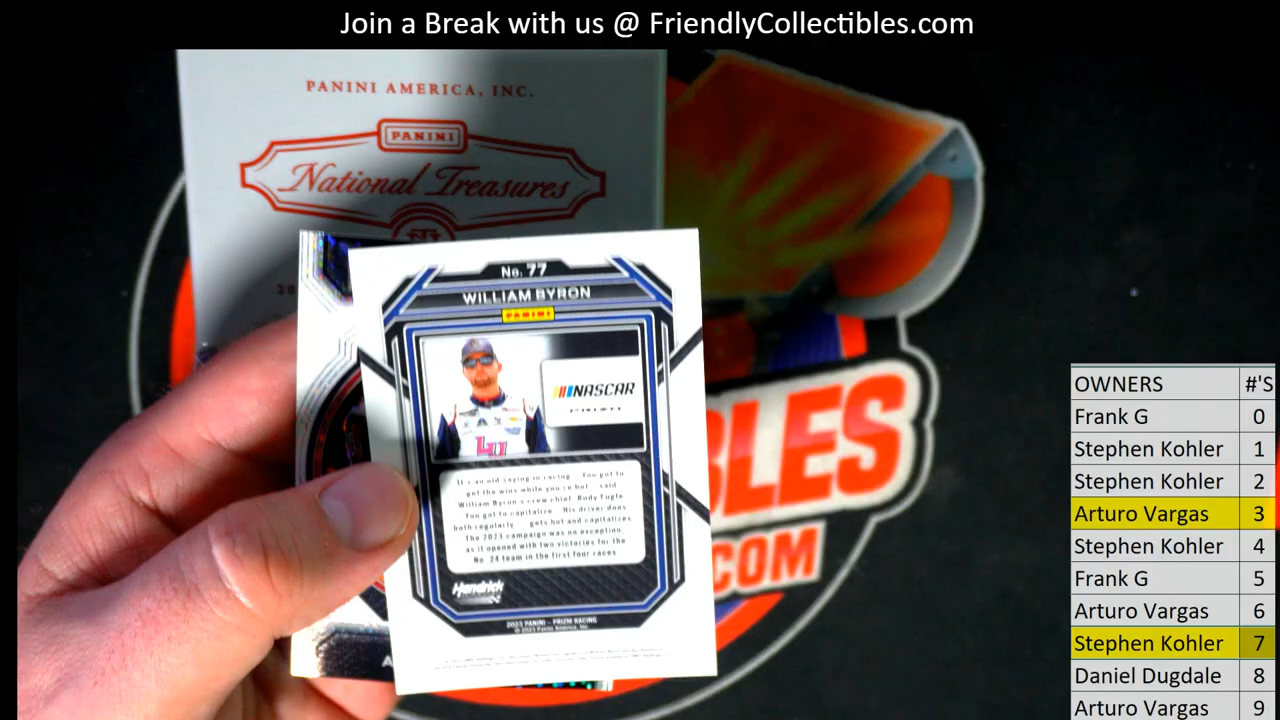 Join a Break with us @ FriendlyCollectibles.com
PANINI AMERICA, INC.
PANINI
National Treasures
No. 77
WILLIAM BYRON
PANINI
NASCAR
It's an old saying in racing You got to
get the wins while you're hot said
William Byron's crew chief Rudy Fugle
You got to capitalize His driver does
both regularly gets hot and capitalizes
The 2023 campaign was no exception
as it opened with two victories for the
No. 24 team in the first four races
Hendrick
2023 PANINI - PRIZM RACING
© 2023 Panini America, Inc.
BLES
.COM
OWNERS #'S
Frank G 0
Stephen Kohler 1
Stephen Kohler 2
Arturo Vargas 3
Stephen Kohler 4
Frank G 5
Arturo Vargas 6
Stephen Kohler 7
Daniel Dugdale 8
Arturo Vargas 9